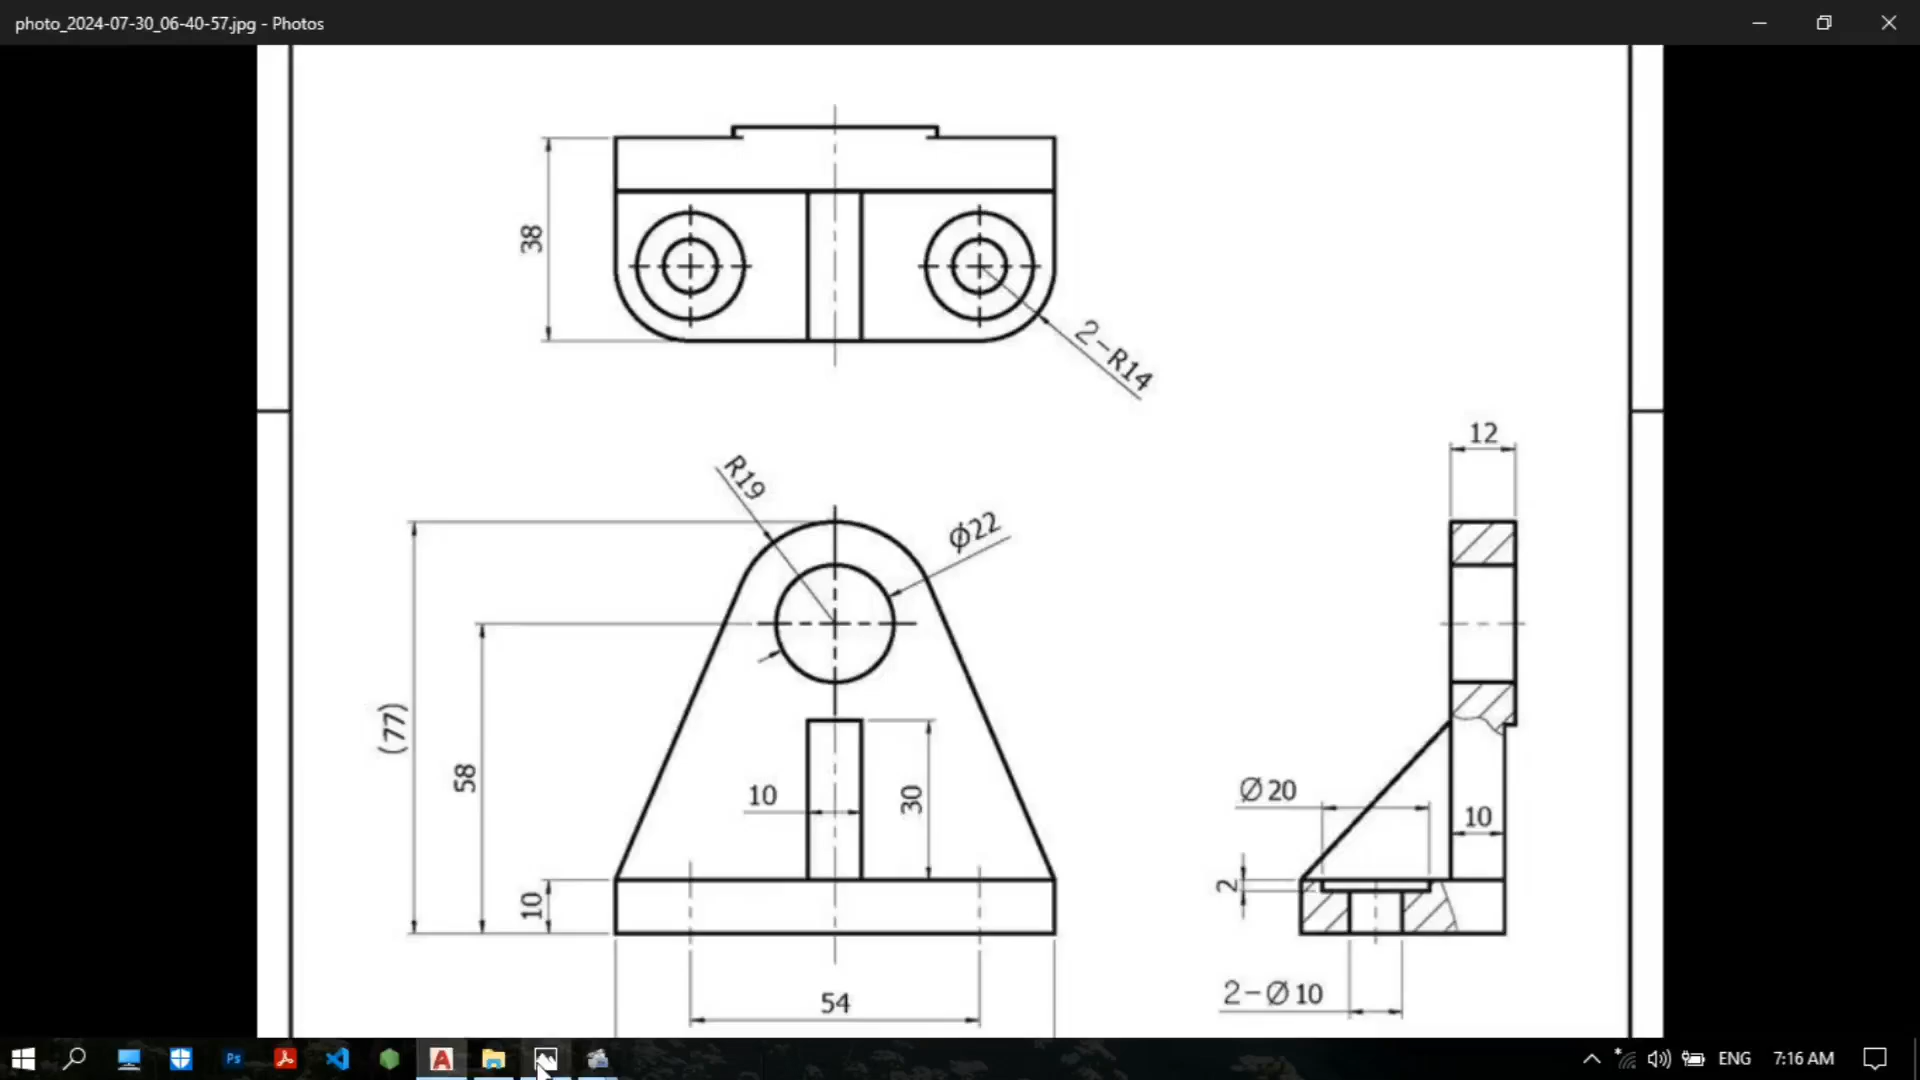 photo_2024-07-30_06-40-57.jpg - Photos
38
2-R14
12
R19
ϕ22
(77)
58
10
30
10
54
Ø20
10
2
2-Ø10
Ps
A
ENG
7:16 AM